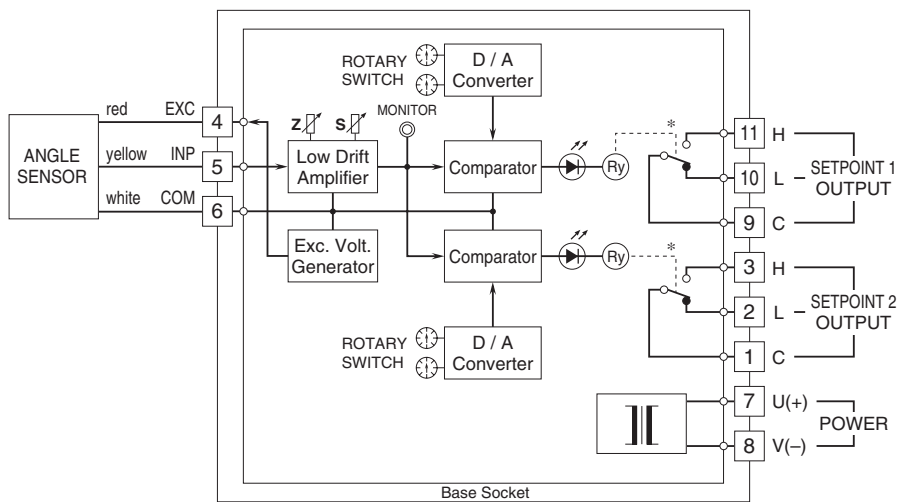 ROTARY
SWITCH
D / A
Converter
Z
S
MONITOR
red
EXC
4
ANGLE
SENSOR
yellow
INP
5
white
COM
6
Low Drift
Amplifier
Comparator
Ry
*
11
H
10
L
9
C
SETPOINT 1
OUTPUT
Exc. Volt.
Generator
Comparator
Ry
*
3
H
2
L
1
C
SETPOINT 2
OUTPUT
ROTARY
SWITCH
D / A
Converter
7
U(+)
8
V(–)
POWER
Base Socket